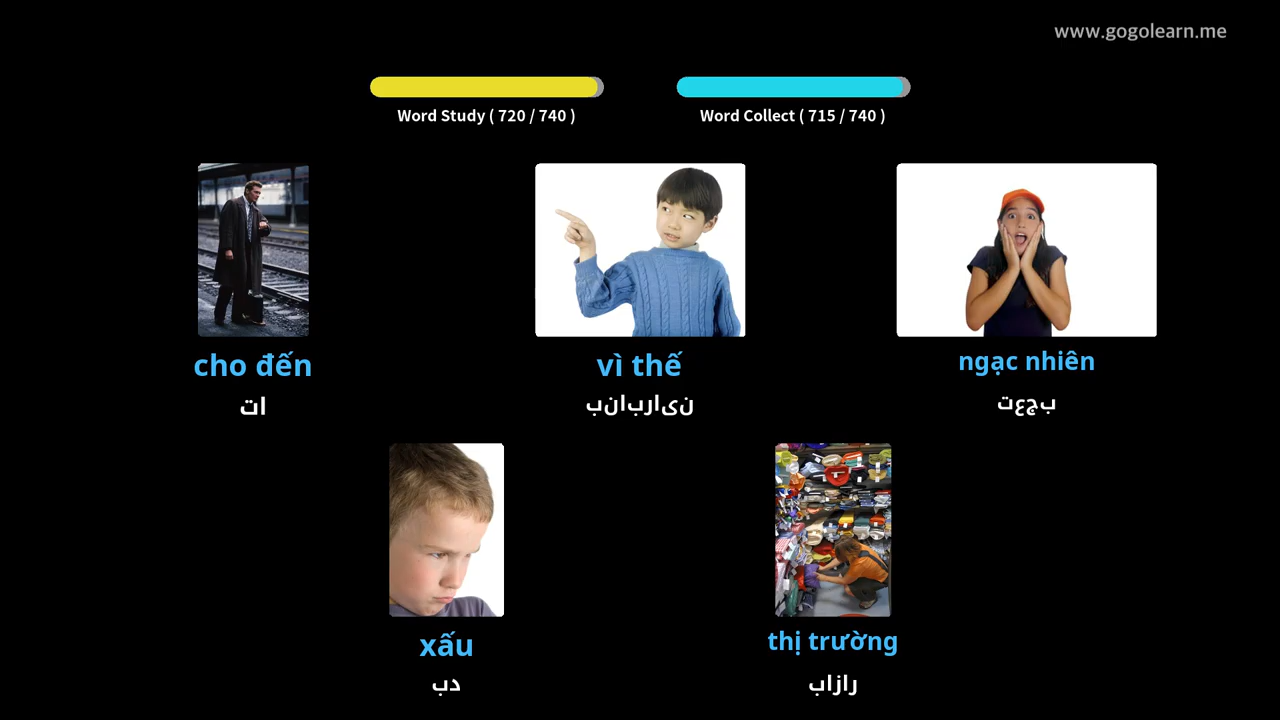 www.gogolearn.me
Word Study ( 720 / 740 )
Word Collect ( 715 / 740 )
cho đến
ات
vì thế
نیاربانب
ngạc nhiên
بجعت
xấu
دب
thị trường
رازاب